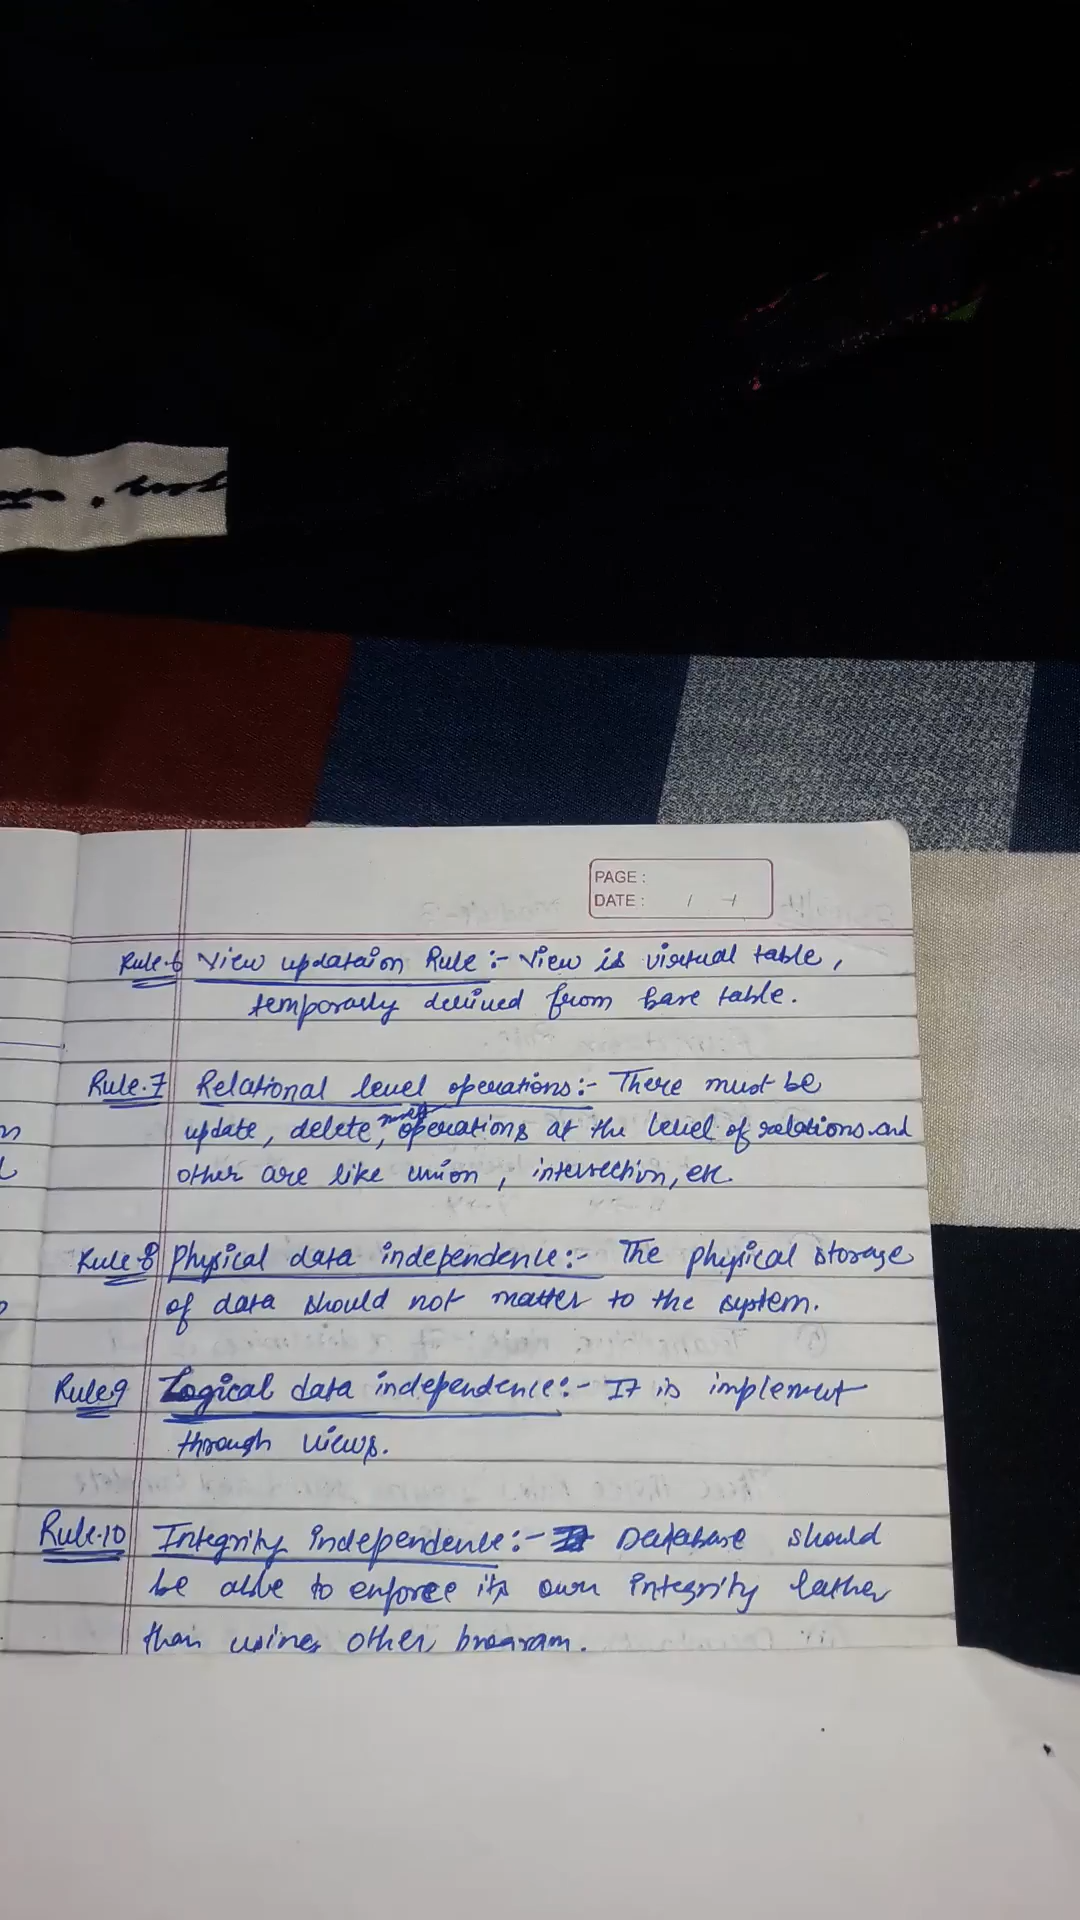 PAGE :
DATE : / /
Rule.6 View updataion Rule :- View is virtual table,
temporarly derived from base table.
Rule.7 Relational level operations :- There must be
update, delete, operations at the level of relations and
other are like union, intersection, etc.
Rule.8 Physical data independence :- The physical storage
of data should not matter to the system.
Rule9 Logical data independence :- It is implement
through views.
Rule.10 Integrity independence :- Database should
be able to enforce its own integrity rather
than using other program.